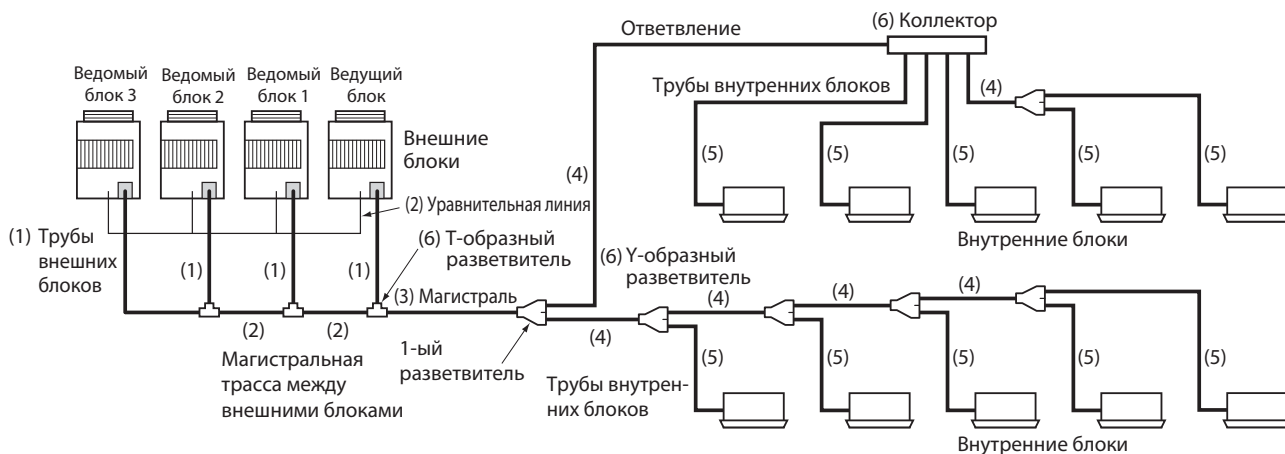 Ответвление
(6) Коллектор
Ведомый
блок 3
Ведомый
блок 2
Ведомый
блок 1
Ведущий
блок
Внешние
блоки
Трубы внутренних блоков
(4)
(4)
(5)
(5)
(5)
(5)
(5)
(2) Уравнительная линия
Внутренние блоки
(1) Трубы
внешних
блоков
(1)
(1)
(1)
(6) Т-образный
разветвитель
(6) Y-образный
разветвитель
(3) Магистраль
(4)
(4)
(4)
(2)
(2)
(4)
1-ый
разветвитель
Магистральная
трасса между
внешними блоками
Трубы внутрен-
них блоков
(5)
(5)
(5)
(5)
(5)
Внутренние блоки